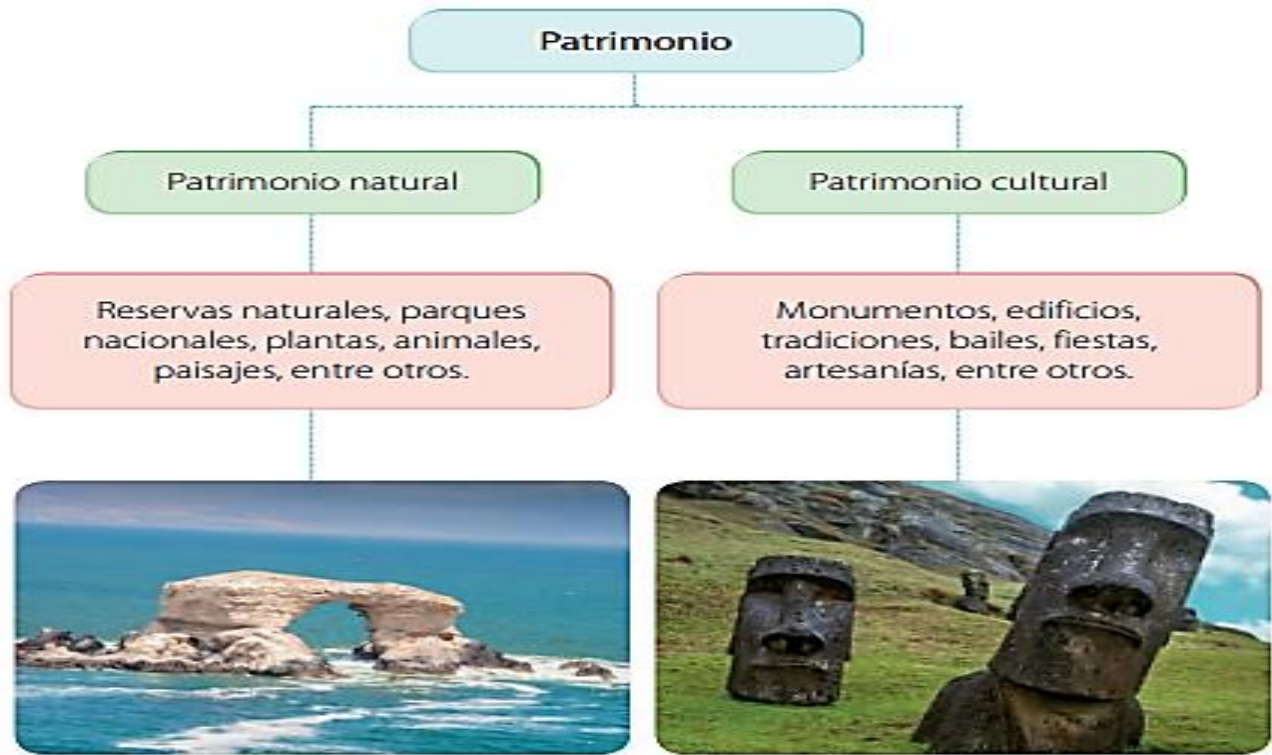 Patrimonio
Patrimonio natural
Patrimonio cultural
Reservas naturales, parques
nacionales, plantas, animales,
paisajes, entre otros.
Monumentos, edificios,
tradiciones, bailes, fiestas,
artesanías, entre otros.